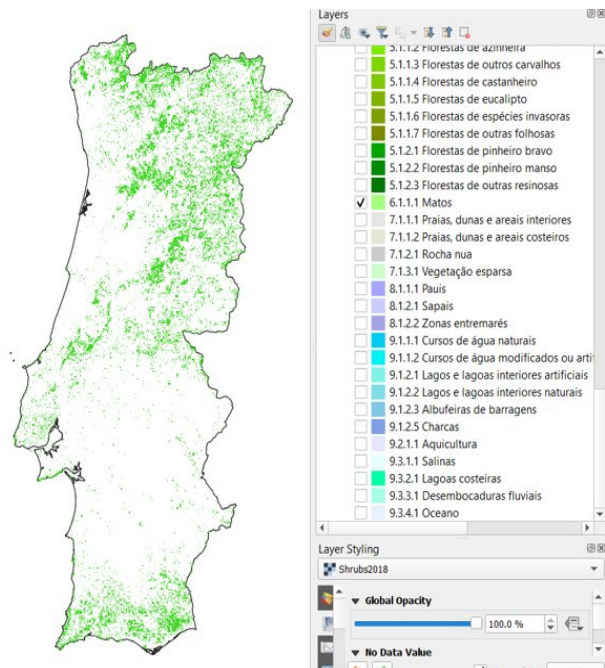 Layers
5.1.1.2 Florestas de azinheira
5.1.1.3 Florestas de outros carvalhos
5.1.1.4 Florestas de castanheiro
5.1.1.5 Florestas de eucalipto
5.1.1.6 Florestas de espécies invasoras
5.1.1.7 Florestas de outras folhosas
5.1.2.1 Florestas de pinheiro bravo
5.1.2.2 Florestas de pinheiro manso
5.1.2.3 Florestas de outras resinosas
6.1.1.1 Matos
7.1.1.1 Praias, dunas e areais interiores
7.1.1.2 Praias, dunas e areais costeiros
7.1.2.1 Rocha nua
7.1.3.1 Vegetação esparsa
8.1.1.1 Pauis
8.1.2.1 Sapais
8.1.2.2 Zonas entremarés
9.1.1.1 Cursos de água naturais
9.1.1.2 Cursos de água modificados ou artif
9.1.2.1 Lagos e lagoas interiores artificiais
9.1.2.2 Lagos e lagoas interiores naturais
9.1.2.3 Albufeiras de barragens
9.1.2.5 Charcas
9.2.1.1 Aquicultura
9.3.1.1 Salinas
9.3.2.1 Lagoas costeiras
9.3.3.1 Desembocaduras fluviais
9.3.4.1 Oceano
Layer Styling
Shrubs2018
Global Opacity
100.0 %
No Data Value